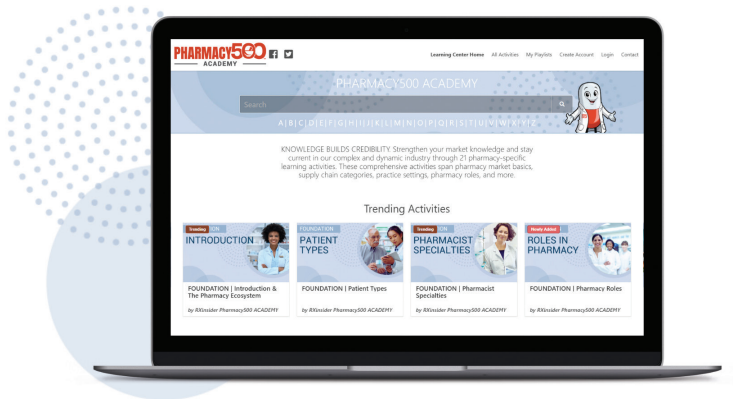 PHARMACY500
ACADEMY
Learning Center Home All Activities My Playlists Create Account Login Contact
PHARMACY500 ACADEMY
Search
A|B|C|D|E|F|G|H|I|J|K|L|M|N|O|P|Q|R|S|T|U|V|W|X|Y|Z
KNOWLEDGE BUILDS CREDIBILITY. Strengthen your market knowledge and stay
current in our complex and dynamic industry through 21 pharmacy-specific
learning activities. These comprehensive activities span pharmacy market basics,
supply chain categories, practice settings, pharmacy roles, and more.
Trending Activities
Trending ION
INTRODUCTION
FOUNDATION | Introduction &
The Pharmacy Ecosystem
by RXinsider Pharmacy500 ACADEMY
FOUNDATION
PATIENT
TYPES
FOUNDATION | Patient Types
by RXinsider Pharmacy500 ACADEMY
Trending ION
PHARMACIST
SPECIALTIES
FOUNDATION | Pharmacist
Specialties
by RXinsider Pharmacy500 ACADEMY
Newly Added
ROLES IN
PHARMACY
FOUNDATION | Pharmacy Roles
by RXinsider Pharmacy500 ACADEMY